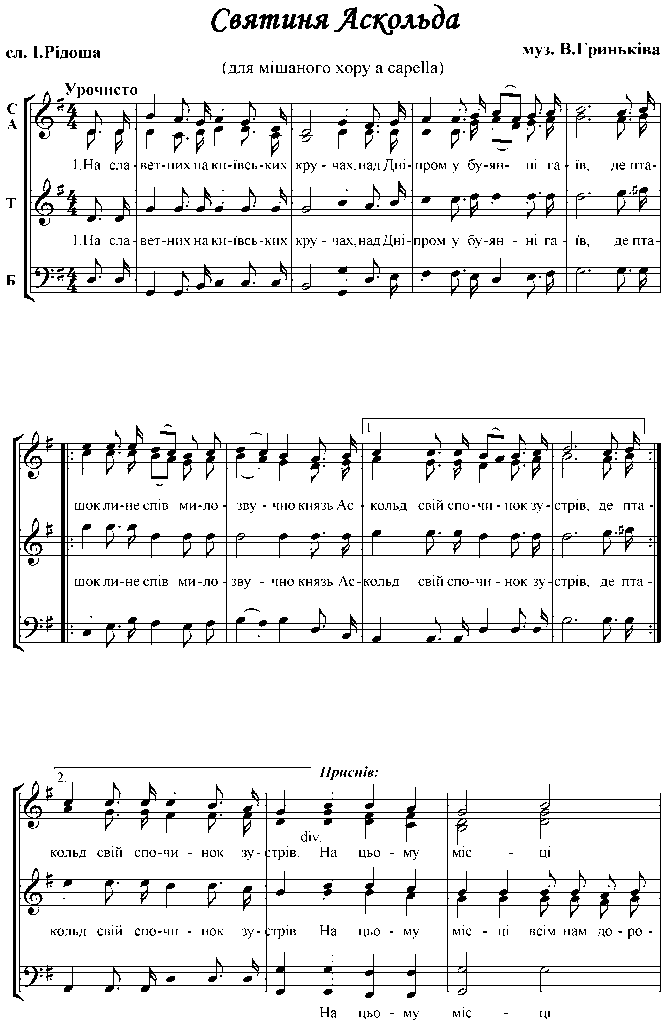 Святиня Аскольда
сл. І.Рідоша
муз. В.Гриньківа
(для мішаного хору a capella)
Урочисто
С
А
1.На сла-вет-них на ки-ївсь-ких кру-чах, над Дні-пром у бу-ян-ні га-їв, де пта-
Т
1.На сла-вет-них на ки-ївсь-ких кру-чах, над Дні-пром у бу-ян-ні га-їв, де пта-
Б
1.
шок ли-не спів ми-ло-зву-чно князь Ас-кольд свій спо-чи-нок зу-стрів, де пта-
шок ли-не спів ми-ло-зву-чно князь Ас-кольд свій спо-чи-нок зу-стрів, де пта-
2.
Приспів:
div.
кольд свій спо-чи-нок зу-стрів. На цьо-му міс-ці
кольд свій спо-чи-нок зу-стрів На цьо-му міс-ці всім нам до-ро-
На цьо-му міс-ці